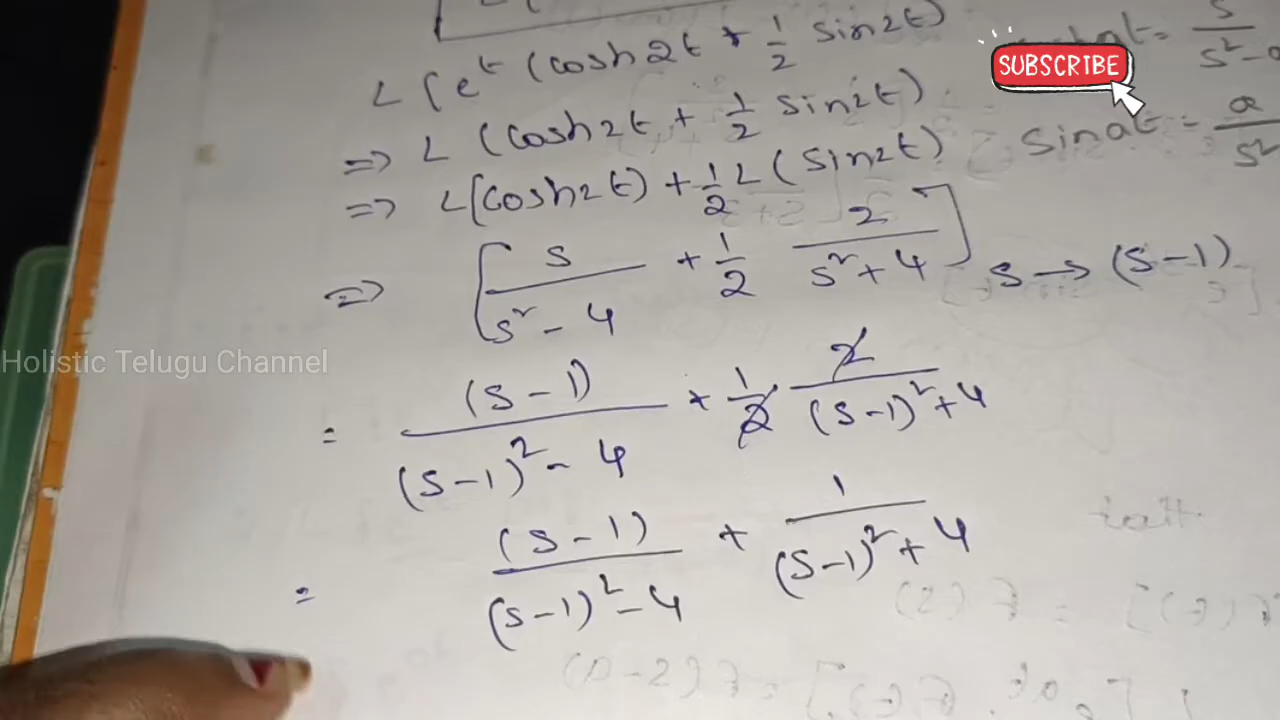 L [e^t (cosh2t + 1/2 sin2t)
SUBSCRIBE
=> L (cosh2t + 1/2 sin2t)
=> L[cosh2t) + 1/2 L (sin2t)
sinat = a/s²
=> [s/(s²-4) + 1/2 2/(s²+4)] s → (s-1)
Holistic Telugu Channel
= (s-1)/((s-1)²-4) + 1/2 2/((s-1)²+4)
= (s-1)/((s-1)²-4) + 1/((s-1)²+4)